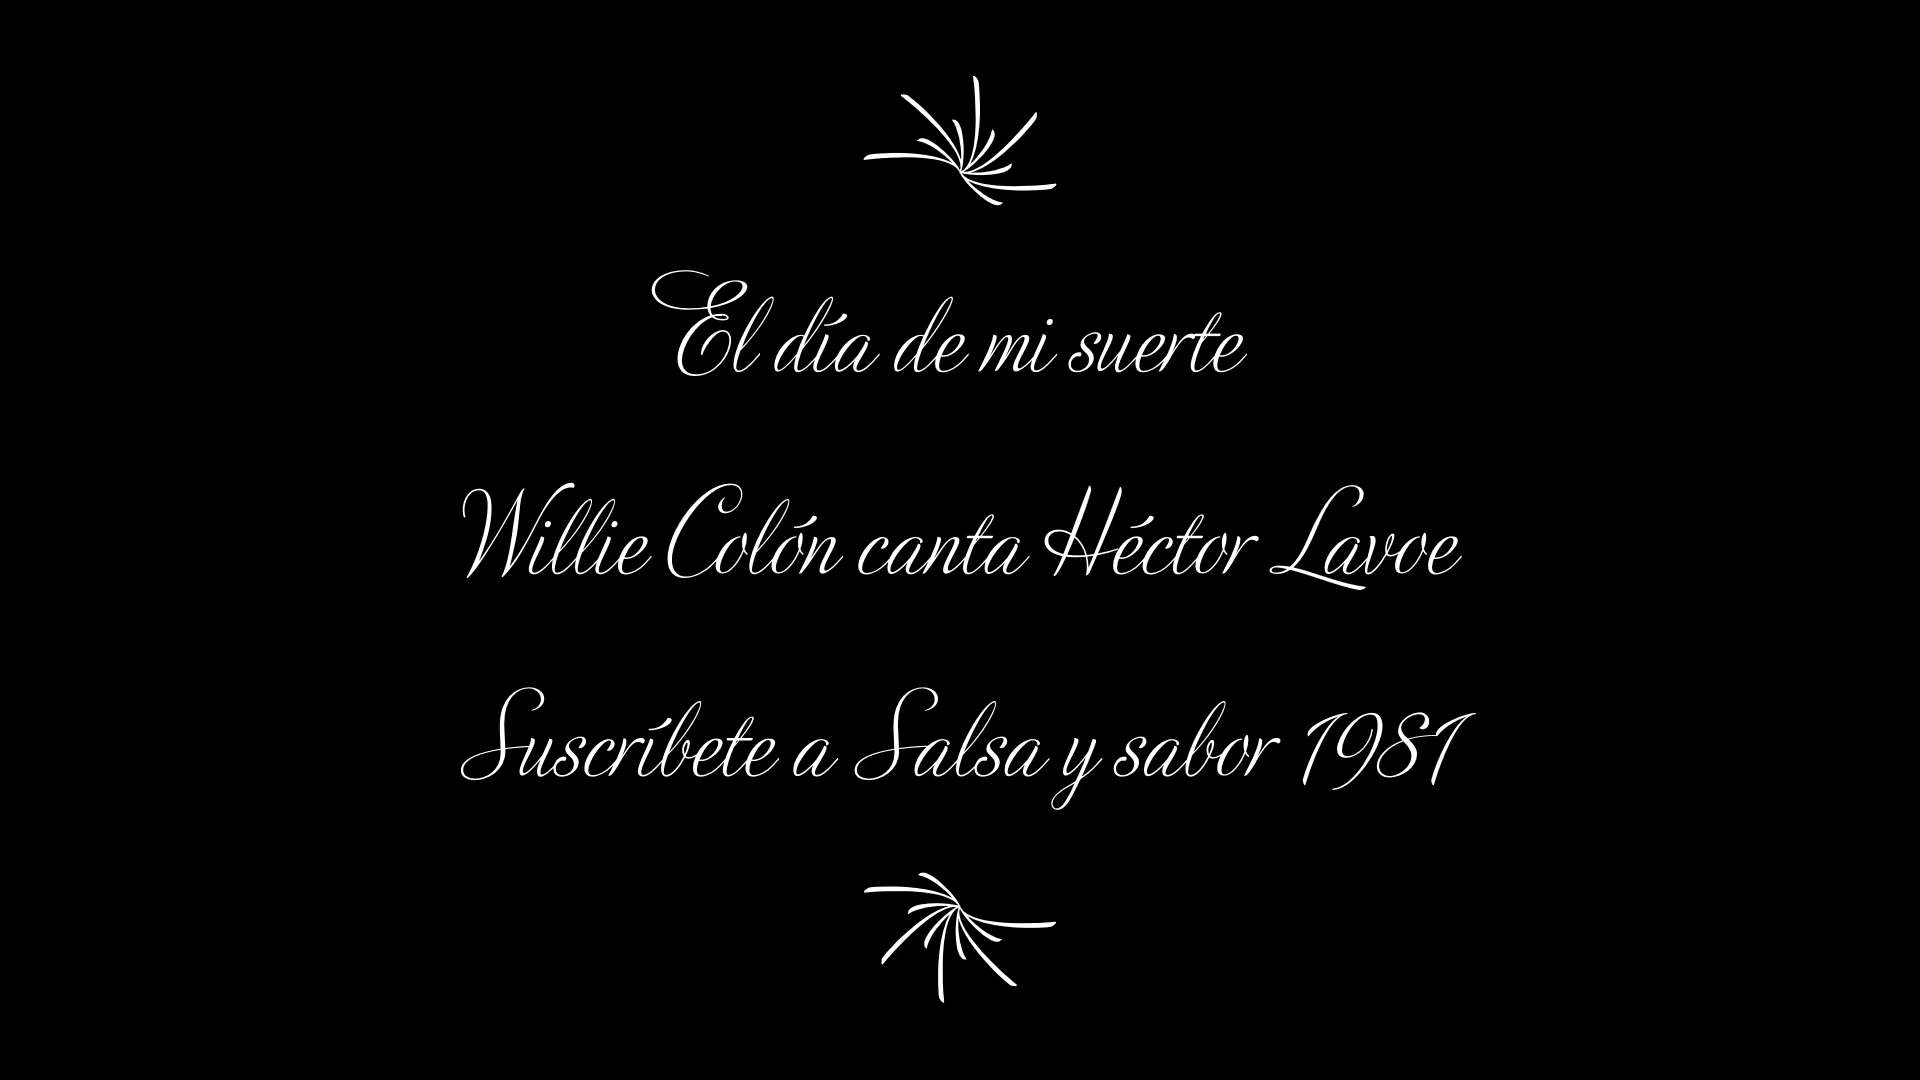 El día de mi suerte
Willie Colón canta Héctor Lavoe
Suscríbete a Salsa y sabor 1981